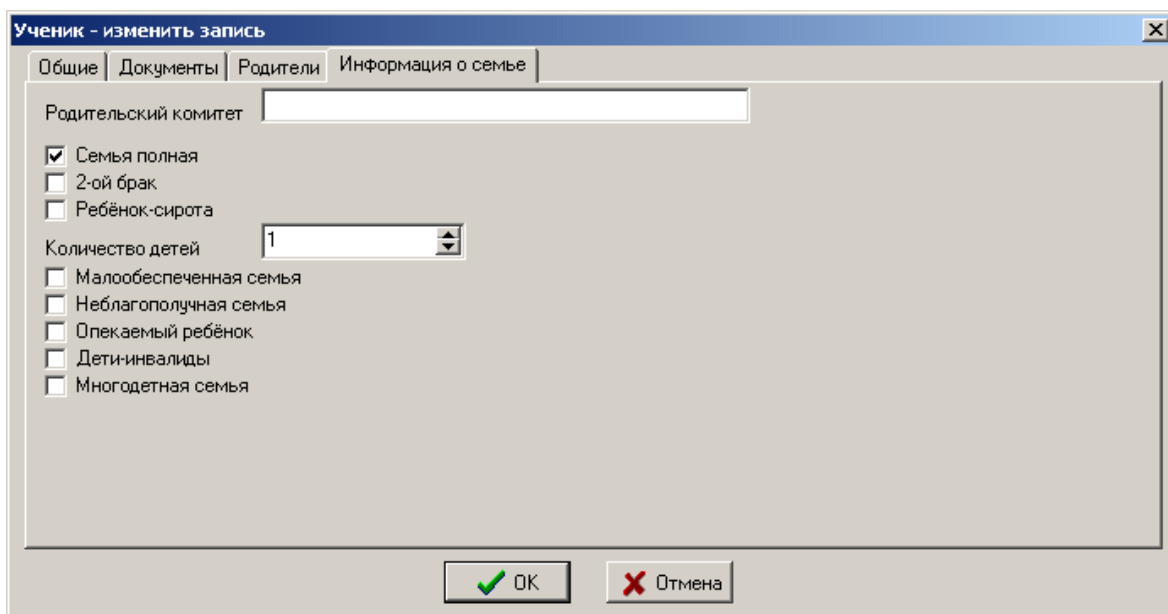 Ученик - изменить запись
Общие Документы Родители Информация о семье
Родительский комитет
Семья полная
2-ой брак
Ребёнок-сирота
Количество детей 1
Малообеспеченная семья
Неблагополучная семья
Опекаемый ребёнок
Дети-инвалиды
Многодетная семья
OK Отмена